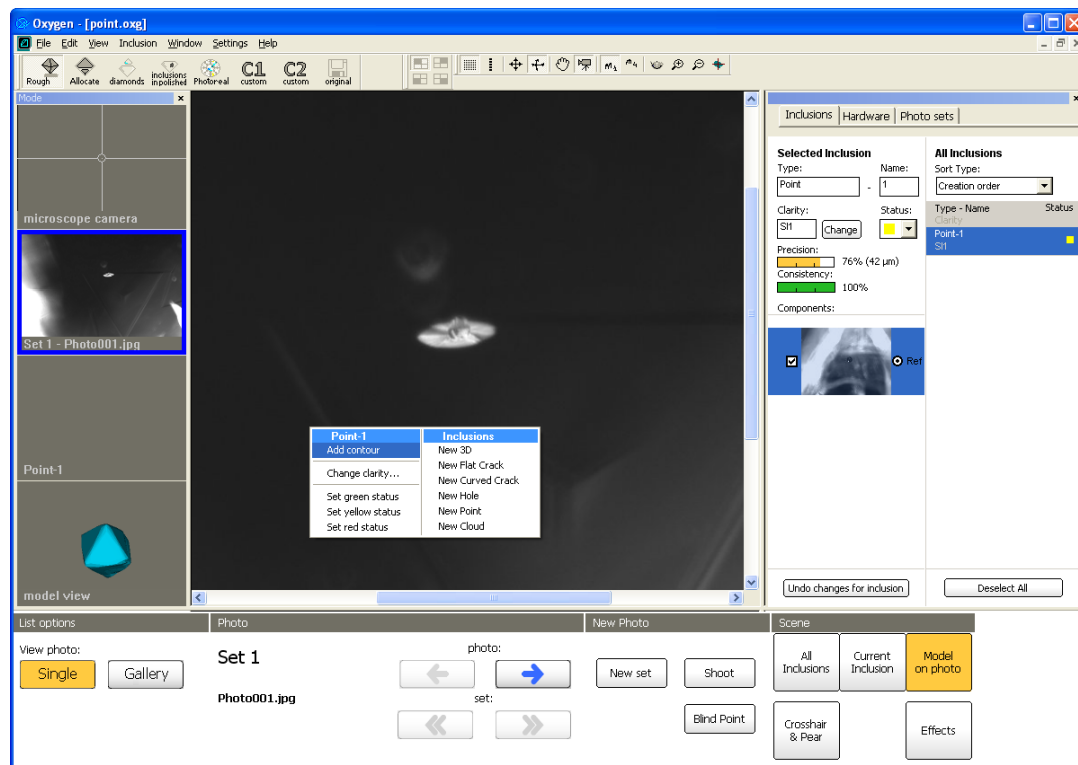 Oxygen - [point.oxg]
File Edit View Inclusion Window Settings Help
Rough Allocate diamonds inclusions in polished Photoreal C1 custom C2 custom original
Mode
microscope camera
Set 1 - Photo001.jpg
Point-1
model view
Point-1
Add contour
Change clarity...
Set green status
Set yellow status
Set red status
Inclusions
New 3D
New Flat Crack
New Curved Crack
New Hole
New Point
New Cloud
Inclusions Hardware Photo sets
Selected Inclusion
Type: Name:
Point - 1
Clarity: Status:
SI1 Change
Precision:
76% (42 µm)
Consistency:
100%
Components:
Ref
Undo changes for inclusion
All Inclusions
Sort Type:
Creation order
Type - Name Status
Clarity
Point-1
SI1
Deselect All
List options
View photo:
Single Gallery
Photo
Set 1
Photo001.jpg
photo:
set:
New Photo
New set Shoot
Blind Point
Scene
All Inclusions
Current Inclusion
Model on photo
Crosshair & Pear
Effects